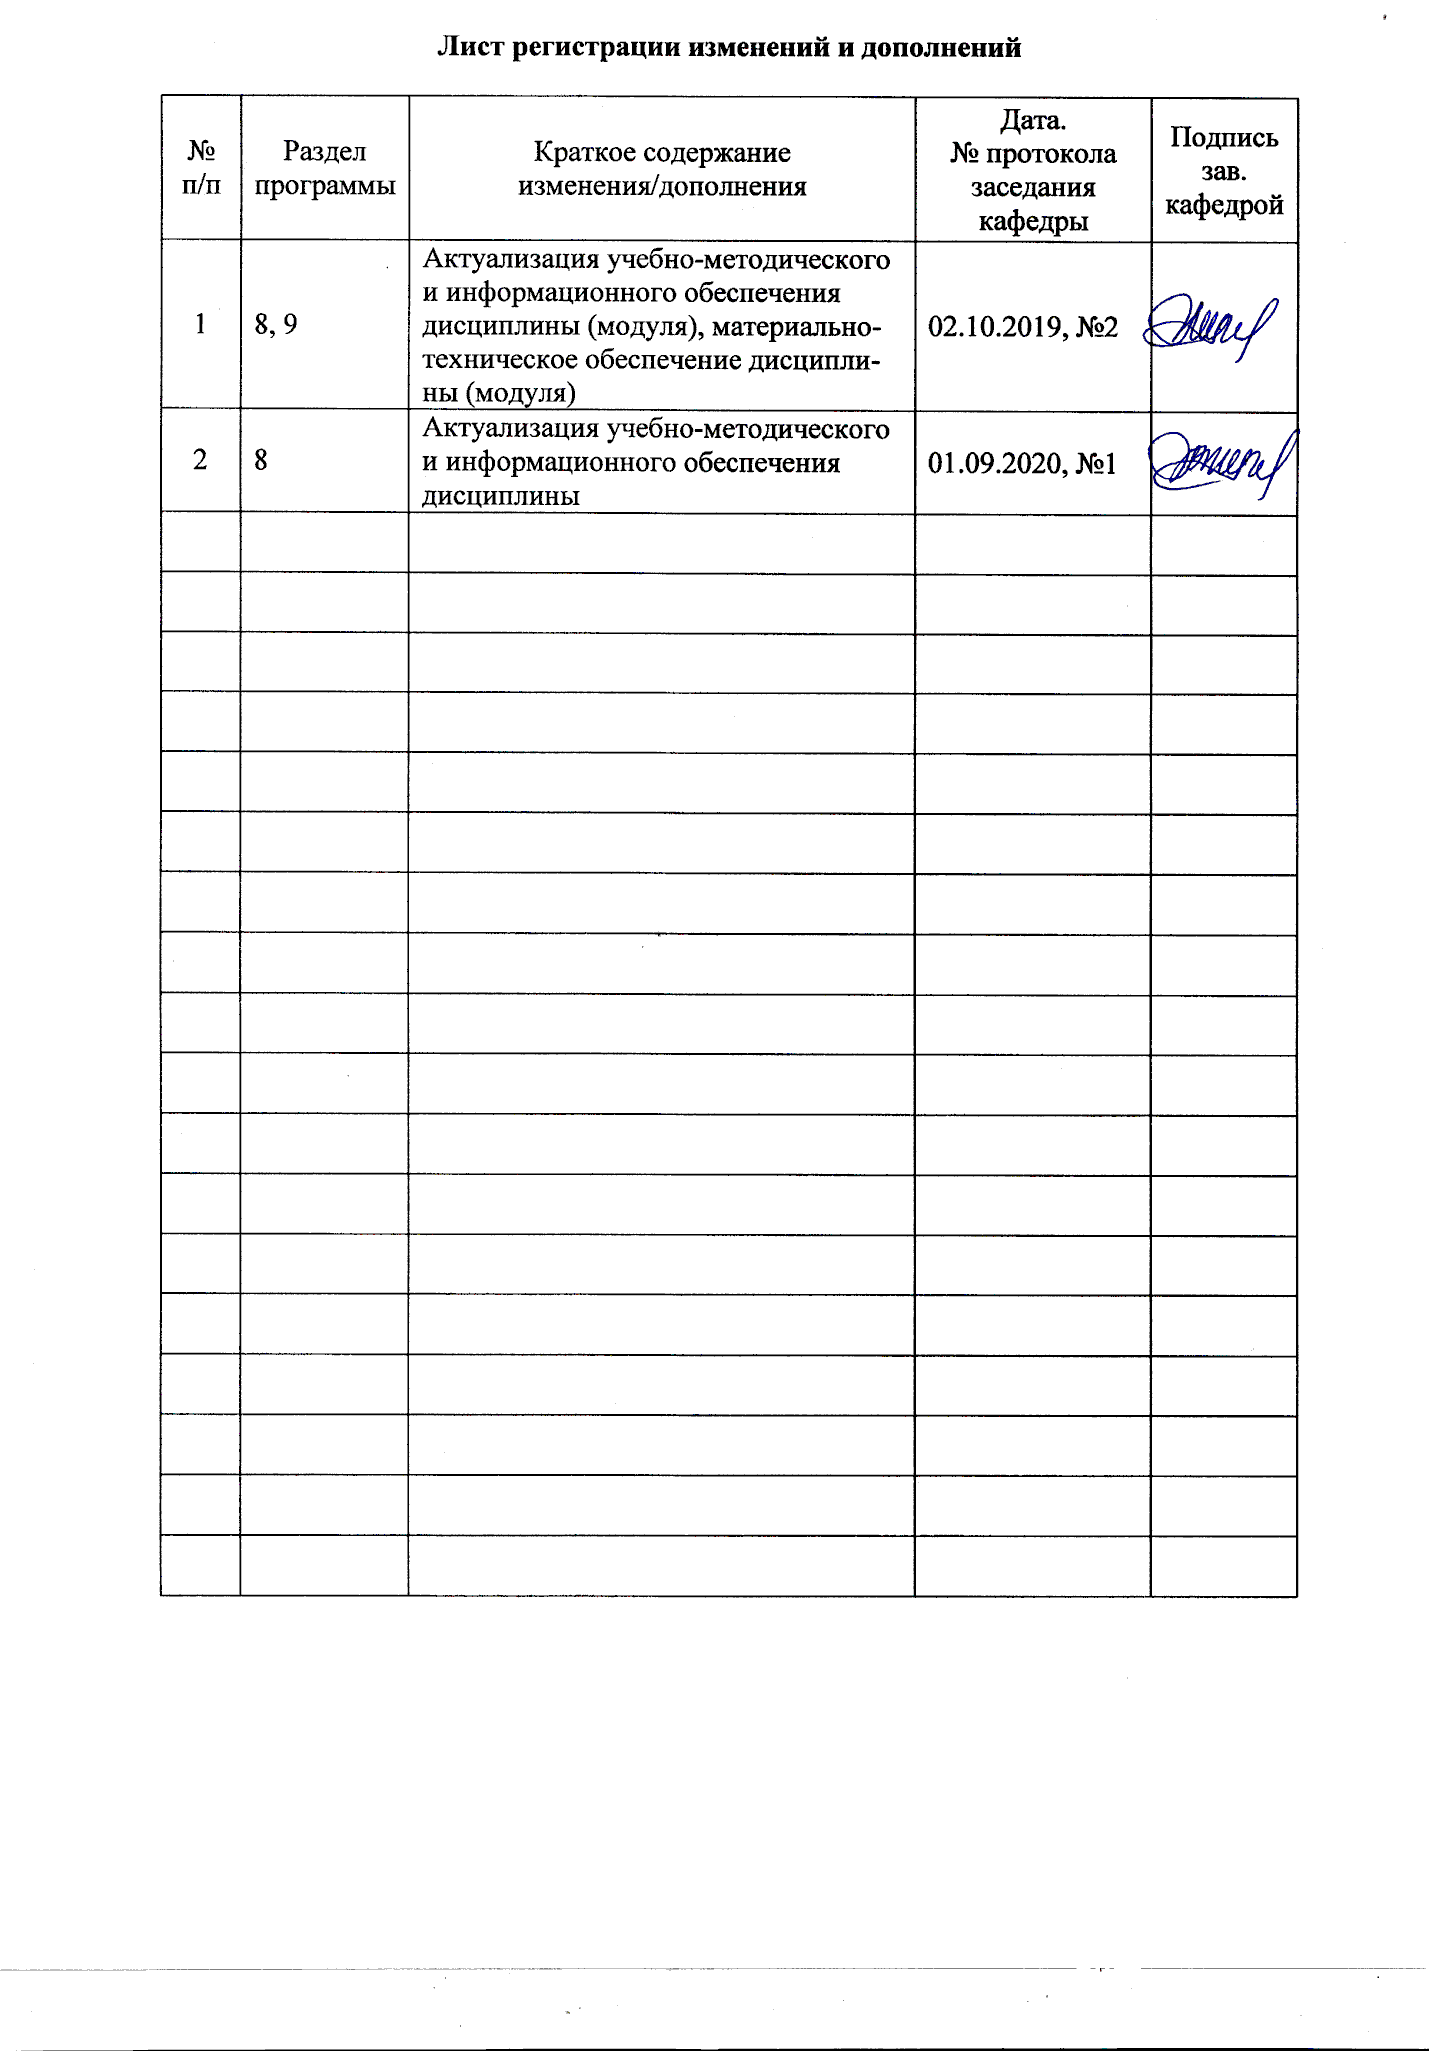 Лист регистрации изменений и дополнений
№
п/п
Раздел
программы
Краткое содержание
изменения/дополнения
Дата.
№ протокола
заседания
кафедры
Подпись
зав.
кафедрой
1
8, 9
Актуализация учебно-методического
и информационного обеспечения
дисциплины (модуля), материально-
техническое обеспечение дисципли-
ны (модуля)
02.10.2019, №2
2
8
Актуализация учебно-методического
и информационного обеспечения
дисциплины
01.09.2020, №1